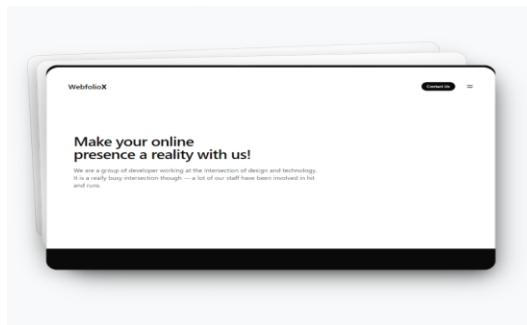 WebfolioX
Contact Us
Make your online
presence a reality with us!
We are a group of developer working at the intersection of design and technology.
It is a really busy intersection though — a lot of our staff have been involved in hit
and runs.